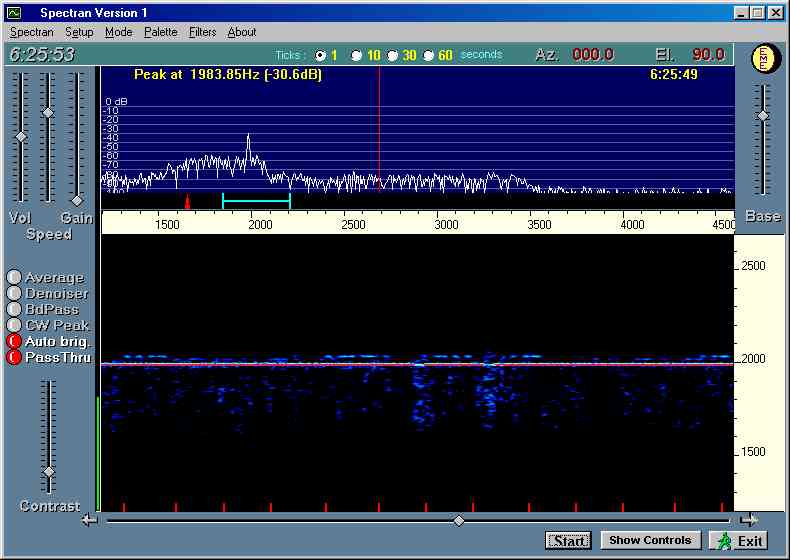 Spectran Version 1
Spectran Setup Mode Palette Filters About
6:25:53 Ticks : 1 10 30 60 seconds Az. 000.0 El. 90.0
EME
Peak at 1983.85Hz (-30.6dB) 6:25:49
0 dB
-10
-20
-30
-40
-50
-60
-70
-80
-90
Vol Gain
Speed
Base
1500 2000 2500 3000 3500 4000 4500
2500
2000
1500
Average
Denoiser
BdPass
CW Peak
Auto brig.
PassThru
Contrast
Start Show Controls Exit